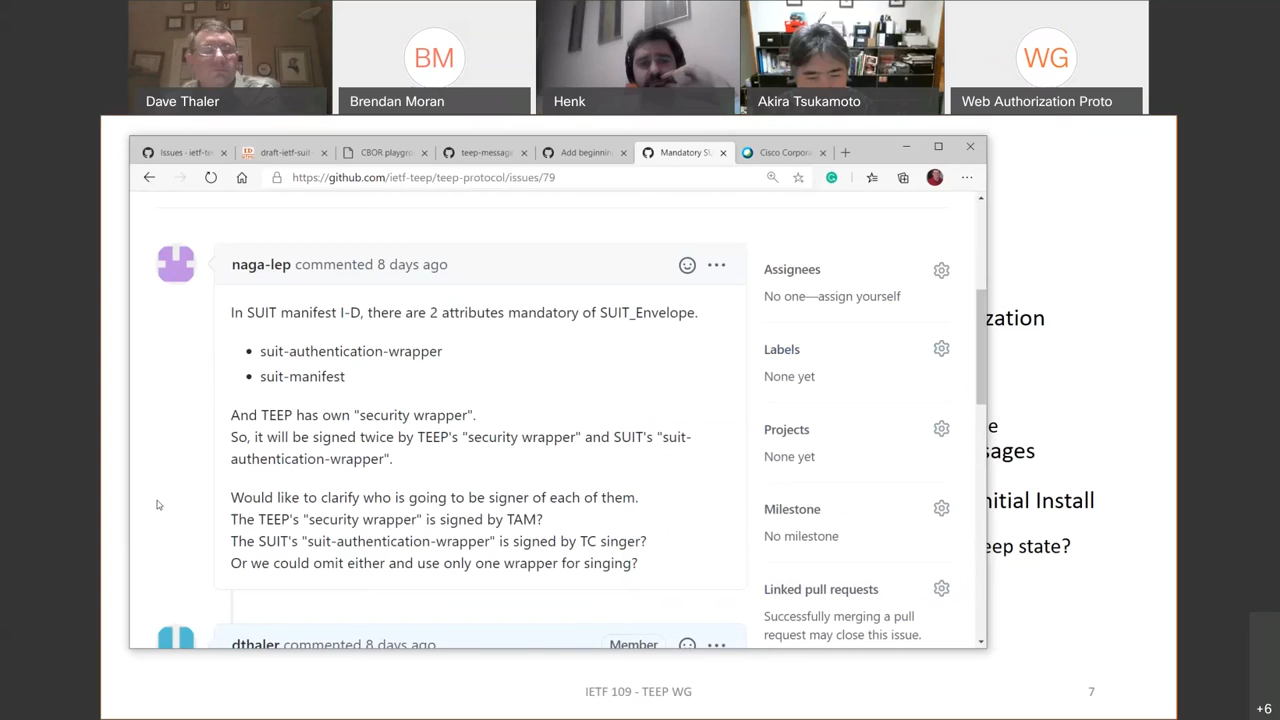 BM
WG
Dave Thaler
Brendan Moran
Henk
Akira Tsukamoto
Web Authorization Proto
Issues - ietf-te
draft-ietf-suit-
CBOR playgro
teep-message
Add beginnin
Mandatory SU
Cisco Corpora
https://github.com/ietf-teep/teep-protocol/issues/79
naga-lep commented 8 days ago
In SUIT manifest I-D, there are 2 attributes mandatory of SUIT_Envelope.
• suit-authentication-wrapper
• suit-manifest
And TEEP has own "security wrapper".
So, it will be signed twice by TEEP's "security wrapper" and SUIT's "suit-
authentication-wrapper".
Would like to clarify who is going to be signer of each of them.
The TEEP's "security wrapper" is signed by TAM?
The SUIT's "suit-authentication-wrapper" is signed by TC singer?
Or we could omit either and use only one wrapper for singing?
dthaler commented 8 days ago
Member
Assignees
No one—assign yourself
Labels
None yet
Projects
None yet
Milestone
No milestone
Linked pull requests
Successfully merging a pull
request may close this issue.
zation
e
sages
nitial Install
eep state?
IETF 109 - TEEP WG
7
+6